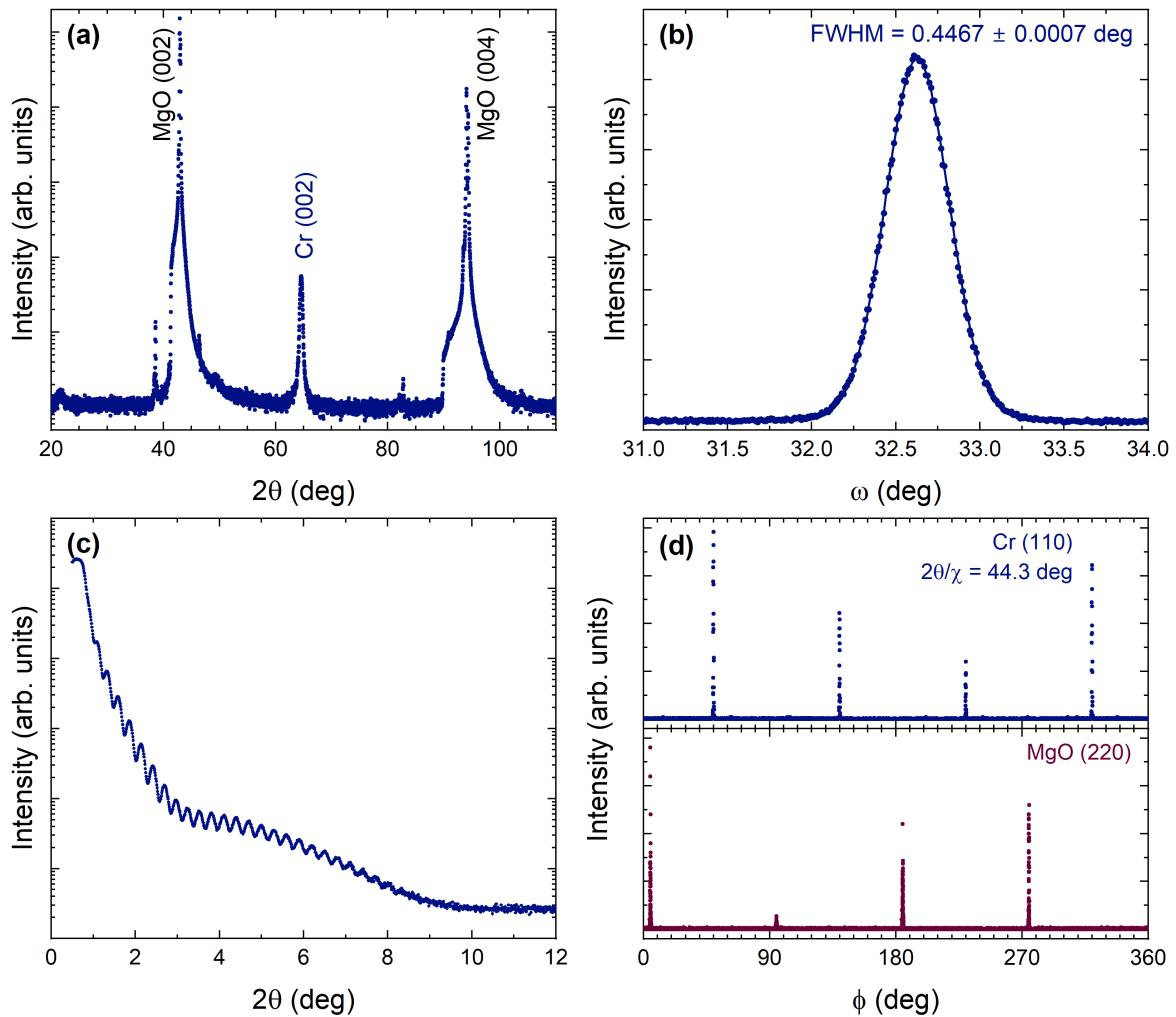 (a)
MgO (002)
Cr (002)
MgO (004)
Intensity (arb. units)
20 40 60 80 100
2θ (deg)
(b)
FWHM = 0.4467 ± 0.0007 deg
Intensity (arb. units)
31.0 31.5 32.0 32.5 33.0 33.5 34.0
ω (deg)
(c)
Intensity (arb. units)
0 2 4 6 8 10 12
2θ (deg)
(d)
Cr (110)
2θ/χ = 44.3 deg
MgO (220)
Intensity (arb. units)
0 90 180 270 360
ϕ (deg)